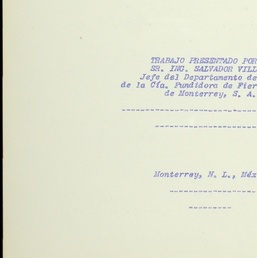 TRABAJO PRESENTADO POR
SR. ING. SALVADOR VILL
Jefe del Departamento de
de la Cía. Fundidora de Fier
de Monterrey, S. A.
Monterrey, N. L., Méx